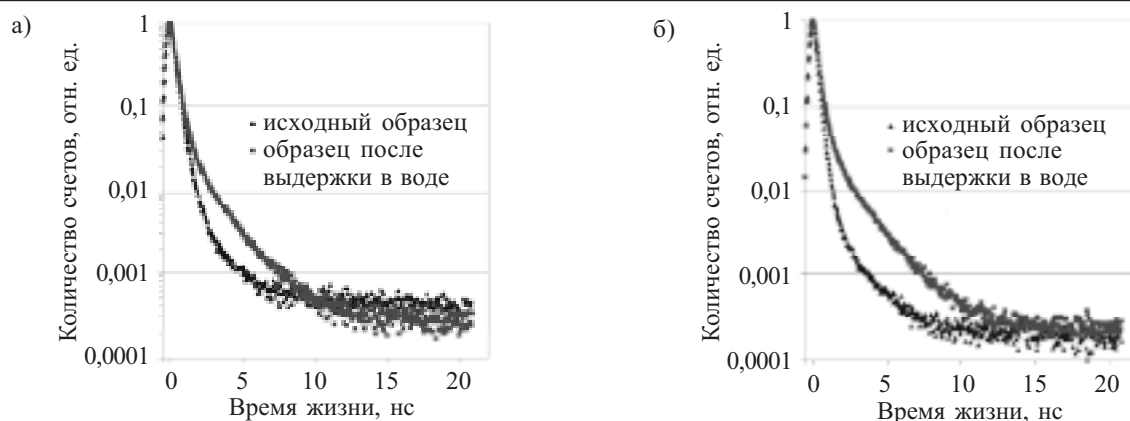 а)
Количество счетов, отн. ед.
1
0,1
0,01
0,001
0,0001
исходный образец
образец после
выдержки в воде
0 5 10 15 20
Время жизни, нс
б)
Количество счетов, отн. ед.
1
0,1
0,01
0,001
0,0001
исходный образец
образец после
выдержки в воде
0 5 10 15 20
Время жизни, нс